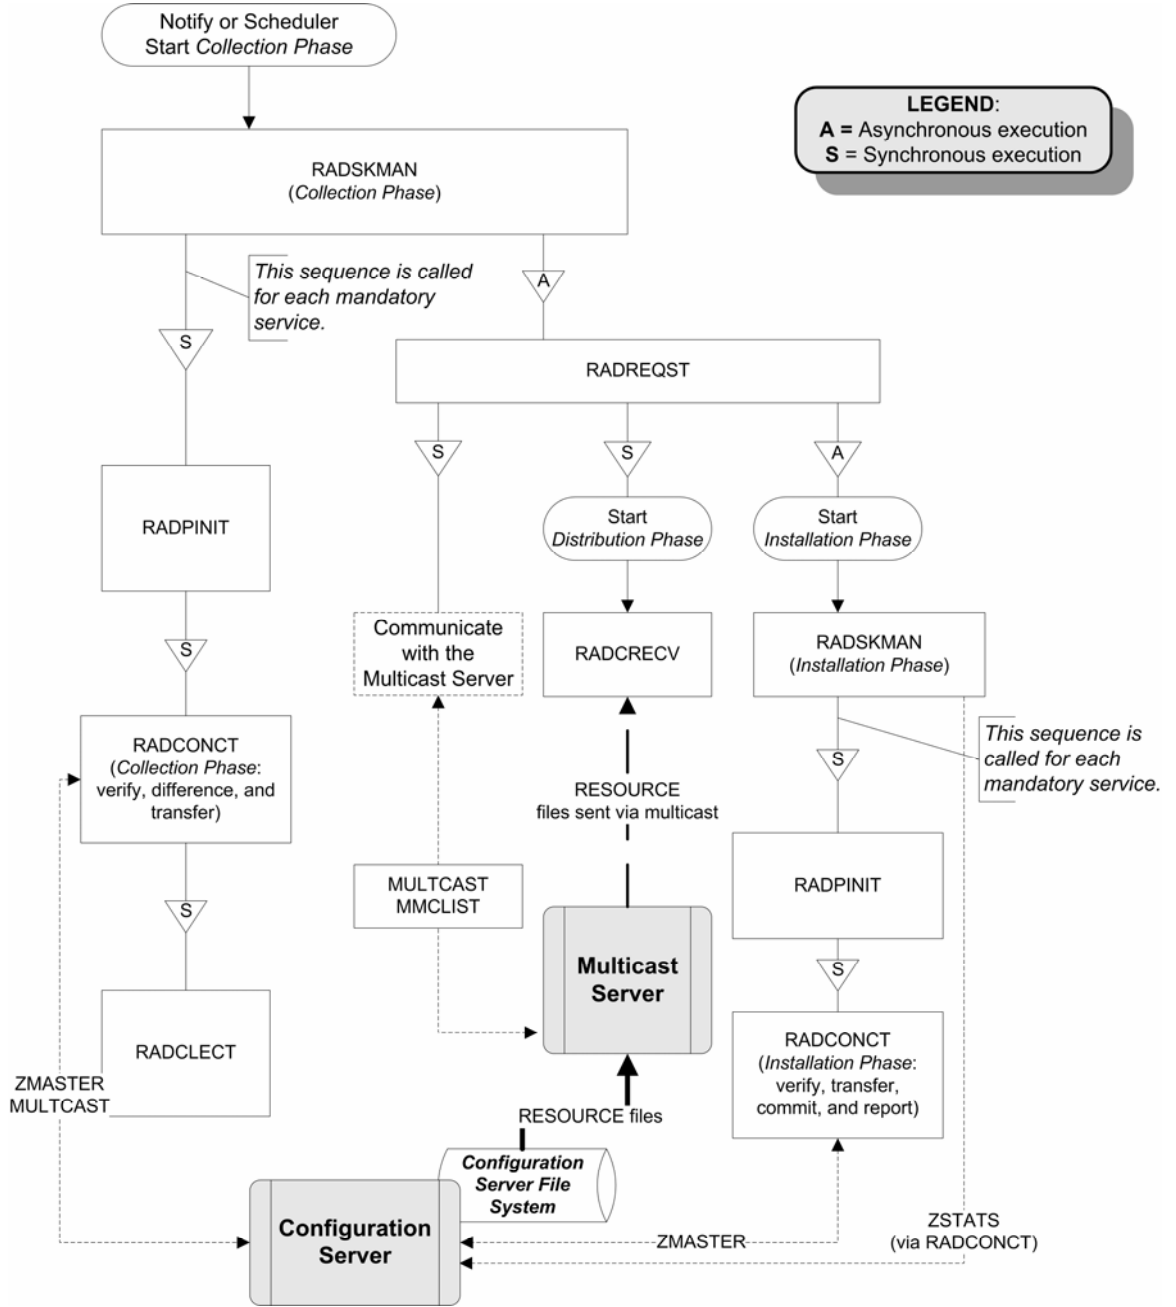 Notify or Scheduler
Start Collection Phase
LEGEND:
A = Asynchronous execution
S = Synchronous execution
RADSKMAN
(Collection Phase)
This sequence is called
for each mandatory
service.
A
S
RADREQST
S
S
A
RADPINIT
Start
Distribution Phase
Start
Installation Phase
S
Communicate
with the
Multicast Server
RADCRECV
RADSKMAN
(Installation Phase)
RADCONCT
(Collection Phase:
verify, difference, and
transfer)
This sequence is
called for each
mandatory service.
S
RESOURCE
files sent via multicast
MULTCAST
MMCLIST
RADPINIT
S
Multicast
Server
S
RADCLECT
RADCONCT
(Installation Phase:
verify, transfer,
commit, and report)
ZMASTER
MULTCAST
RESOURCE files
Configuration
Server File
System
Configuration
Server
ZMASTER
ZSTATS
(via RADCONCT)